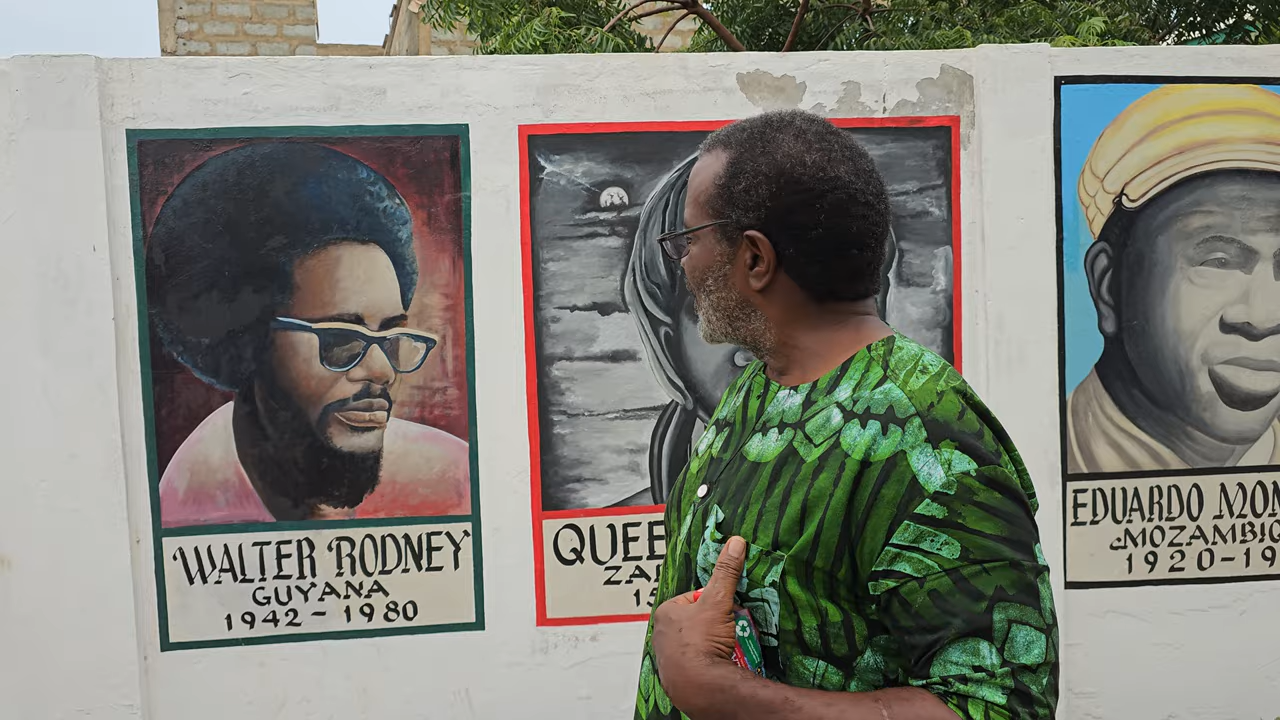 WALTER RODNEY
GUYANA
1942 - 1980
QUEE
ZA
15
EDUARDO MON
MOZAMBIQ
1920-19